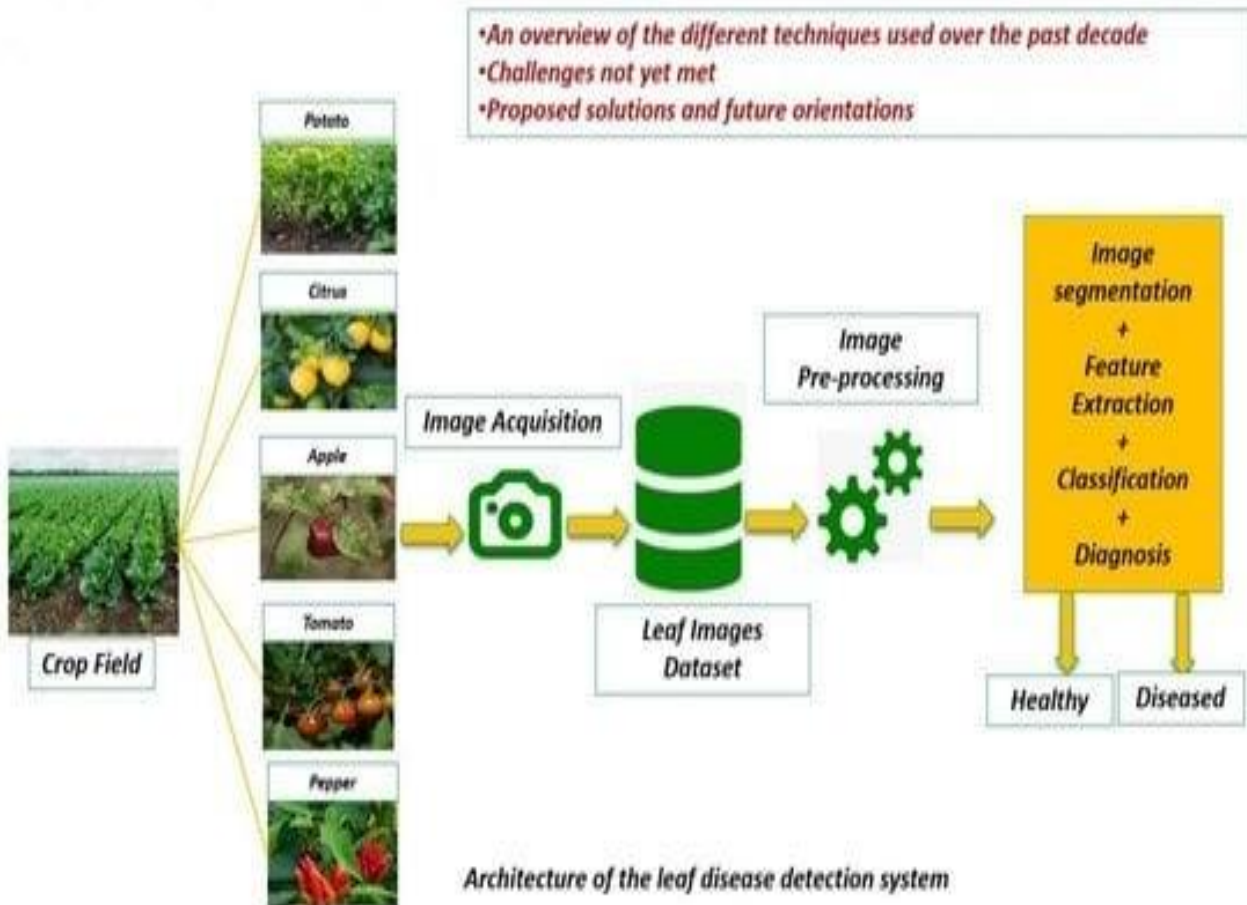 •An overview of the different techniques used over the past decade
•Challenges not yet met
•Proposed solutions and future orientations
Potato
Citrus
Apple
Tomato
Pepper
Crop Field
Image Acquisition
Leaf Images
Dataset
Image
Pre-processing
Image
segmentation
+
Feature
Extraction
+
Classification
+
Diagnosis
Healthy
Diseased
Architecture of the leaf disease detection system